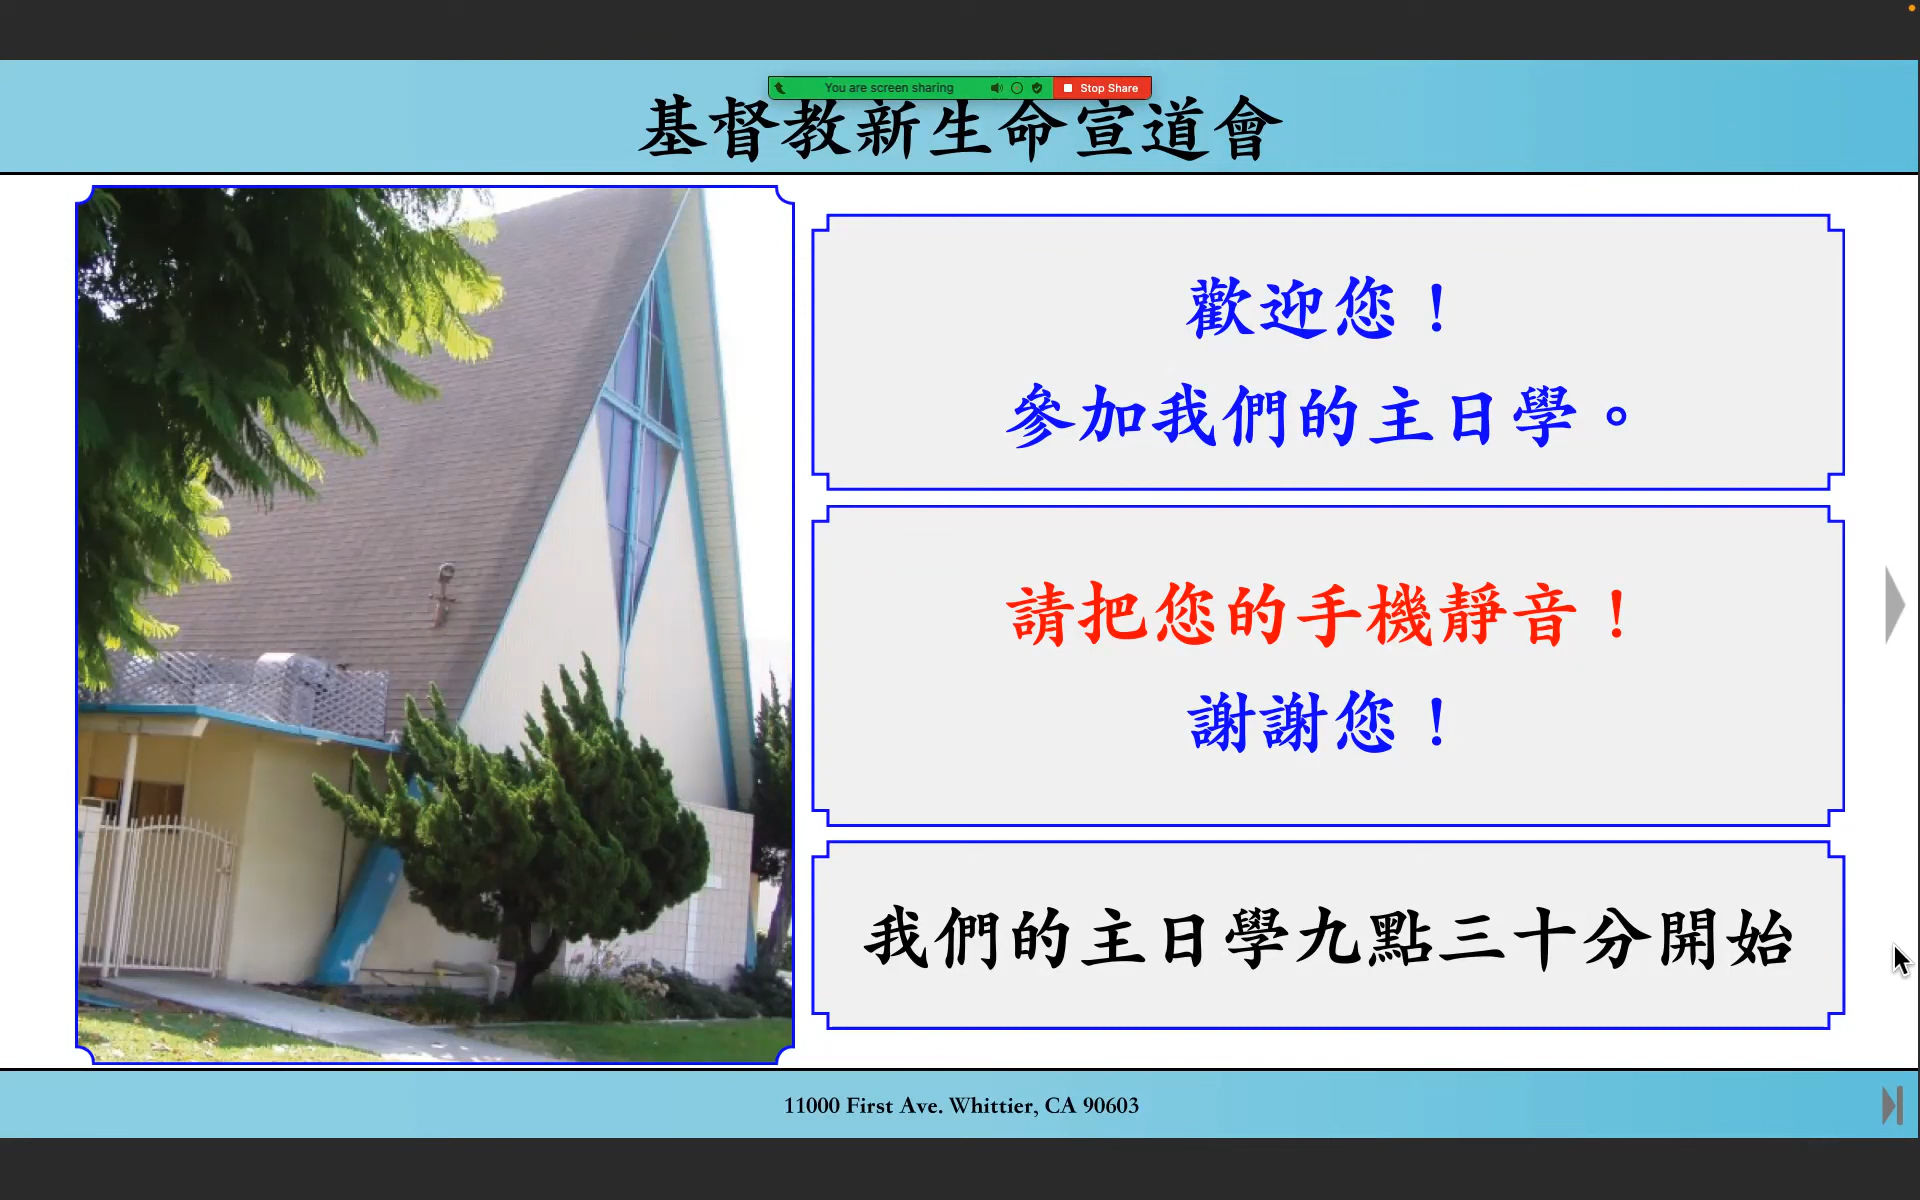 You are screen sharing Stop Share
基督教新生命宣道會
歡迎您！
參加我們的主日學。
請把您的手機靜音！
謝謝您！
我們的主日學九點三十分開始
11000 First Ave. Whittier, CA 90603